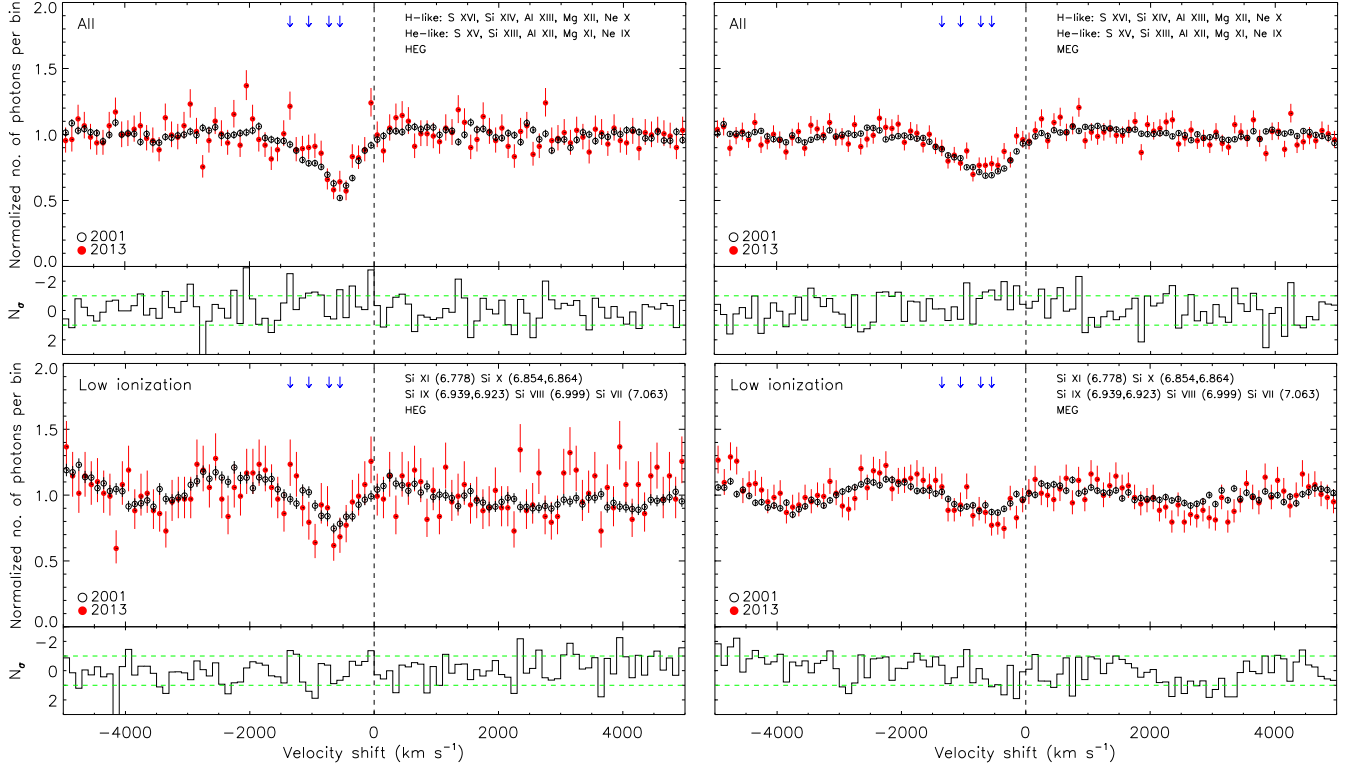 All
H-like: S XVI, Si XIV, Al XIII, Mg XII, Ne X
He-like: S XV, Si XIII, Al XII, Mg XI, Ne IX
HEG
2001
2013
Normalized no. of photons per bin
2.0
1.5
1.0
0.5
0.0
Nσ
-2
0
2
All
H-like: S XVI, Si XIV, Al XIII, Mg XII, Ne X
He-like: S XV, Si XIII, Al XII, Mg XI, Ne IX
MEG
2001
2013
Low ionization
Si XI (6.778) Si X (6.854,6.864)
Si IX (6.939,6.923) Si VIII (6.999) Si VII (7.063)
HEG
2001
2013
Normalized no. of photons per bin
2.0
1.5
1.0
0.5
0.0
Nσ
-2
0
2
-4000 -2000 0 2000 4000
Velocity shift (km s⁻¹)
Low ionization
Si XI (6.778) Si X (6.854,6.864)
Si IX (6.939,6.923) Si VIII (6.999) Si VII (7.063)
MEG
2001
2013
-4000 -2000 0 2000 4000
Velocity shift (km s⁻¹)